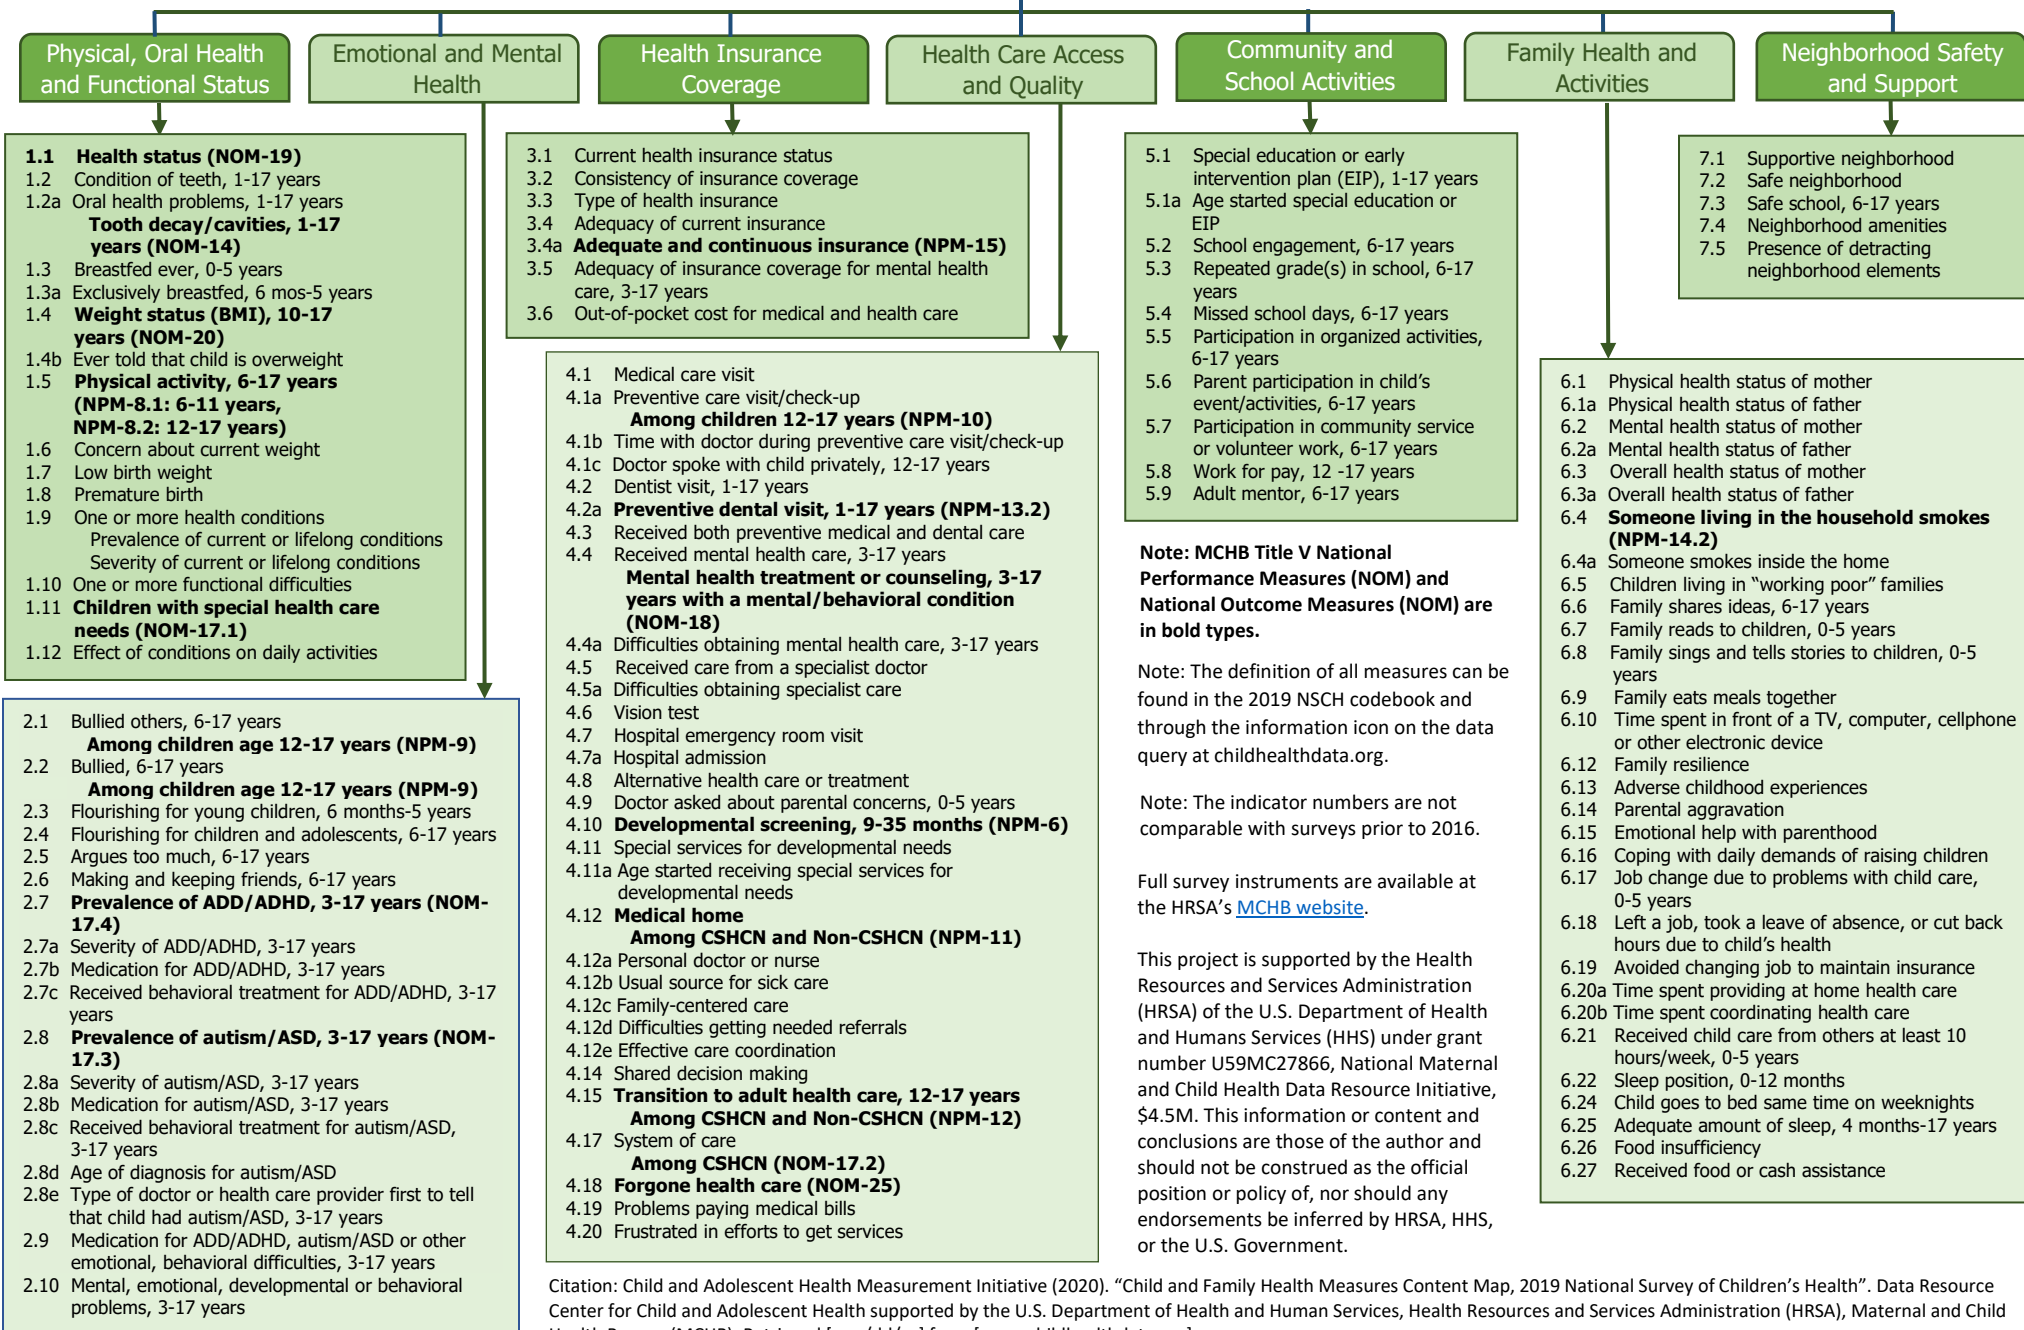 Physical, Oral Health
and Functional Status
Emotional and Mental
Health
Health Insurance
Coverage
Health Care Access
and Quality
Community and
School Activities
Family Health and
Activities
Neighborhood Safety
and Support
1.1 Health status (NOM-19)
1.2 Condition of teeth, 1-17 years
1.2a Oral health problems, 1-17 years
Tooth decay/cavities, 1-17
years (NOM-14)
1.3 Breastfed ever, 0-5 years
1.3a Exclusively breastfed, 6 mos-5 years
1.4 Weight status (BMI), 10-17
years (NOM-20)
1.4b Ever told that child is overweight
1.5 Physical activity, 6-17 years
(NPM-8.1: 6-11 years,
NPM-8.2: 12-17 years)
1.6 Concern about current weight
1.7 Low birth weight
1.8 Premature birth
1.9 One or more health conditions
Prevalence of current or lifelong conditions
Severity of current or lifelong conditions
1.10 One or more functional difficulties
1.11 Children with special health care
needs (NOM-17.1)
1.12 Effect of conditions on daily activities
2.1 Bullied others, 6-17 years
Among children age 12-17 years (NPM-9)
2.2 Bullied, 6-17 years
Among children age 12-17 years (NPM-9)
2.3 Flourishing for young children, 6 months-5 years
2.4 Flourishing for children and adolescents, 6-17 years
2.5 Argues too much, 6-17 years
2.6 Making and keeping friends, 6-17 years
2.7 Prevalence of ADD/ADHD, 3-17 years (NOM-
17.4)
2.7a Severity of ADD/ADHD, 3-17 years
2.7b Medication for ADD/ADHD, 3-17 years
2.7c Received behavioral treatment for ADD/ADHD, 3-17
years
2.8 Prevalence of autism/ASD, 3-17 years (NOM-
17.3)
2.8a Severity of autism/ASD, 3-17 years
2.8b Medication for autism/ASD, 3-17 years
2.8c Received behavioral treatment for autism/ASD,
3-17 years
2.8d Age of diagnosis for autism/ASD
2.8e Type of doctor or health care provider first to tell
that child had autism/ASD, 3-17 years
2.9 Medication for ADD/ADHD, autism/ASD or other
emotional, behavioral difficulties, 3-17 years
2.10 Mental, emotional, developmental or behavioral
problems, 3-17 years
3.1 Current health insurance status
3.2 Consistency of insurance coverage
3.3 Type of health insurance
3.4 Adequacy of current insurance
3.4a Adequate and continuous insurance (NPM-15)
3.5 Adequacy of insurance coverage for mental health
care, 3-17 years
3.6 Out-of-pocket cost for medical and health care
4.1 Medical care visit
4.1a Preventive care visit/check-up
Among children 12-17 years (NPM-10)
4.1b Time with doctor during preventive care visit/check-up
4.1c Doctor spoke with child privately, 12-17 years
4.2 Dentist visit, 1-17 years
4.2a Preventive dental visit, 1-17 years (NPM-13.2)
4.3 Received both preventive medical and dental care
4.4 Received mental health care, 3-17 years
Mental health treatment or counseling, 3-17
years with a mental/behavioral condition
(NOM-18)
4.4a Difficulties obtaining mental health care, 3-17 years
4.5 Received care from a specialist doctor
4.5a Difficulties obtaining specialist care
4.6 Vision test
4.7 Hospital emergency room visit
4.7a Hospital admission
4.8 Alternative health care or treatment
4.9 Doctor asked about parental concerns, 0-5 years
4.10 Developmental screening, 9-35 months (NPM-6)
4.11 Special services for developmental needs
4.11a Age started receiving special services for
developmental needs
4.12 Medical home
Among CSHCN and Non-CSHCN (NPM-11)
4.12a Personal doctor or nurse
4.12b Usual source for sick care
4.12c Family-centered care
4.12d Difficulties getting needed referrals
4.12e Effective care coordination
4.14 Shared decision making
4.15 Transition to adult health care, 12-17 years
Among CSHCN and Non-CSHCN (NPM-12)
4.17 System of care
Among CSHCN (NOM-17.2)
4.18 Forgone health care (NOM-25)
4.19 Problems paying medical bills
4.20 Frustrated in efforts to get services
5.1 Special education or early
intervention plan (EIP), 1-17 years
5.1a Age started special education or
EIP
5.2 School engagement, 6-17 years
5.3 Repeated grade(s) in school, 6-17
years
5.4 Missed school days, 6-17 years
5.5 Participation in organized activities,
6-17 years
5.6 Parent participation in child's
event/activities, 6-17 years
5.7 Participation in community service
or volunteer work, 6-17 years
5.8 Work for pay, 12 -17 years
5.9 Adult mentor, 6-17 years
Note: MCHB Title V National
Performance Measures (NOM) and
National Outcome Measures (NOM) are
in bold types.
Note: The definition of all measures can be
found in the 2019 NSCH codebook and
through the information icon on the data
query at childhealthdata.org.
Note: The indicator numbers are not
comparable with surveys prior to 2016.
Full survey instruments are available at
the HRSA's MCHB website.
This project is supported by the Health
Resources and Services Administration
(HRSA) of the U.S. Department of Health
and Humans Services (HHS) under grant
number U59MC27866, National Maternal
and Child Health Data Resource Initiative,
$4.5M. This information or content and
conclusions are those of the author and
should not be construed as the official
position or policy of, nor should any
endorsements be inferred by HRSA, HHS,
or the U.S. Government.
6.1 Physical health status of mother
6.1a Physical health status of father
6.2 Mental health status of mother
6.2a Mental health status of father
6.3 Overall health status of mother
6.3a Overall health status of father
6.4 Someone living in the household smokes
(NPM-14.2)
6.4a Someone smokes inside the home
6.5 Children living in "working poor" families
6.6 Family shares ideas, 6-17 years
6.7 Family reads to children, 0-5 years
6.8 Family sings and tells stories to children, 0-5
years
6.9 Family eats meals together
6.10 Time spent in front of a TV, computer, cellphone
or other electronic device
6.12 Family resilience
6.13 Adverse childhood experiences
6.14 Parental aggravation
6.15 Emotional help with parenthood
6.16 Coping with daily demands of raising children
6.17 Job change due to problems with child care,
0-5 years
6.18 Left a job, took a leave of absence, or cut back
hours due to child's health
6.19 Avoided changing job to maintain insurance
6.20a Time spent providing at home health care
6.20b Time spent coordinating health care
6.21 Received child care from others at least 10
hours/week, 0-5 years
6.22 Sleep position, 0-12 months
6.24 Child goes to bed same time on weeknights
6.25 Adequate amount of sleep, 4 months-17 years
6.26 Food insufficiency
6.27 Received food or cash assistance
7.1 Supportive neighborhood
7.2 Safe neighborhood
7.3 Safe school, 6-17 years
7.4 Neighborhood amenities
7.5 Presence of detracting
neighborhood elements
Citation: Child and Adolescent Health Measurement Initiative (2020). "Child and Family Health Measures Content Map, 2019 National Survey of Children's Health". Data Resource
Center for Child and Adolescent Health supported by the U.S. Department of Health and Human Services, Health Resources and Services Administration (HRSA), Maternal and Child